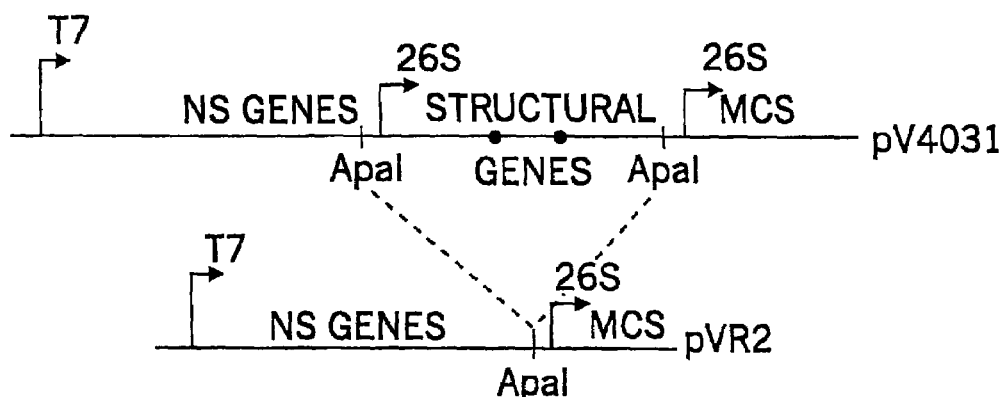 T7
26S
26S
NS GENES
STRUCTURAL
MCS
pV4031
ApaI
GENES
ApaI
T7
26S
NS GENES
MCS
pVR2
ApaI